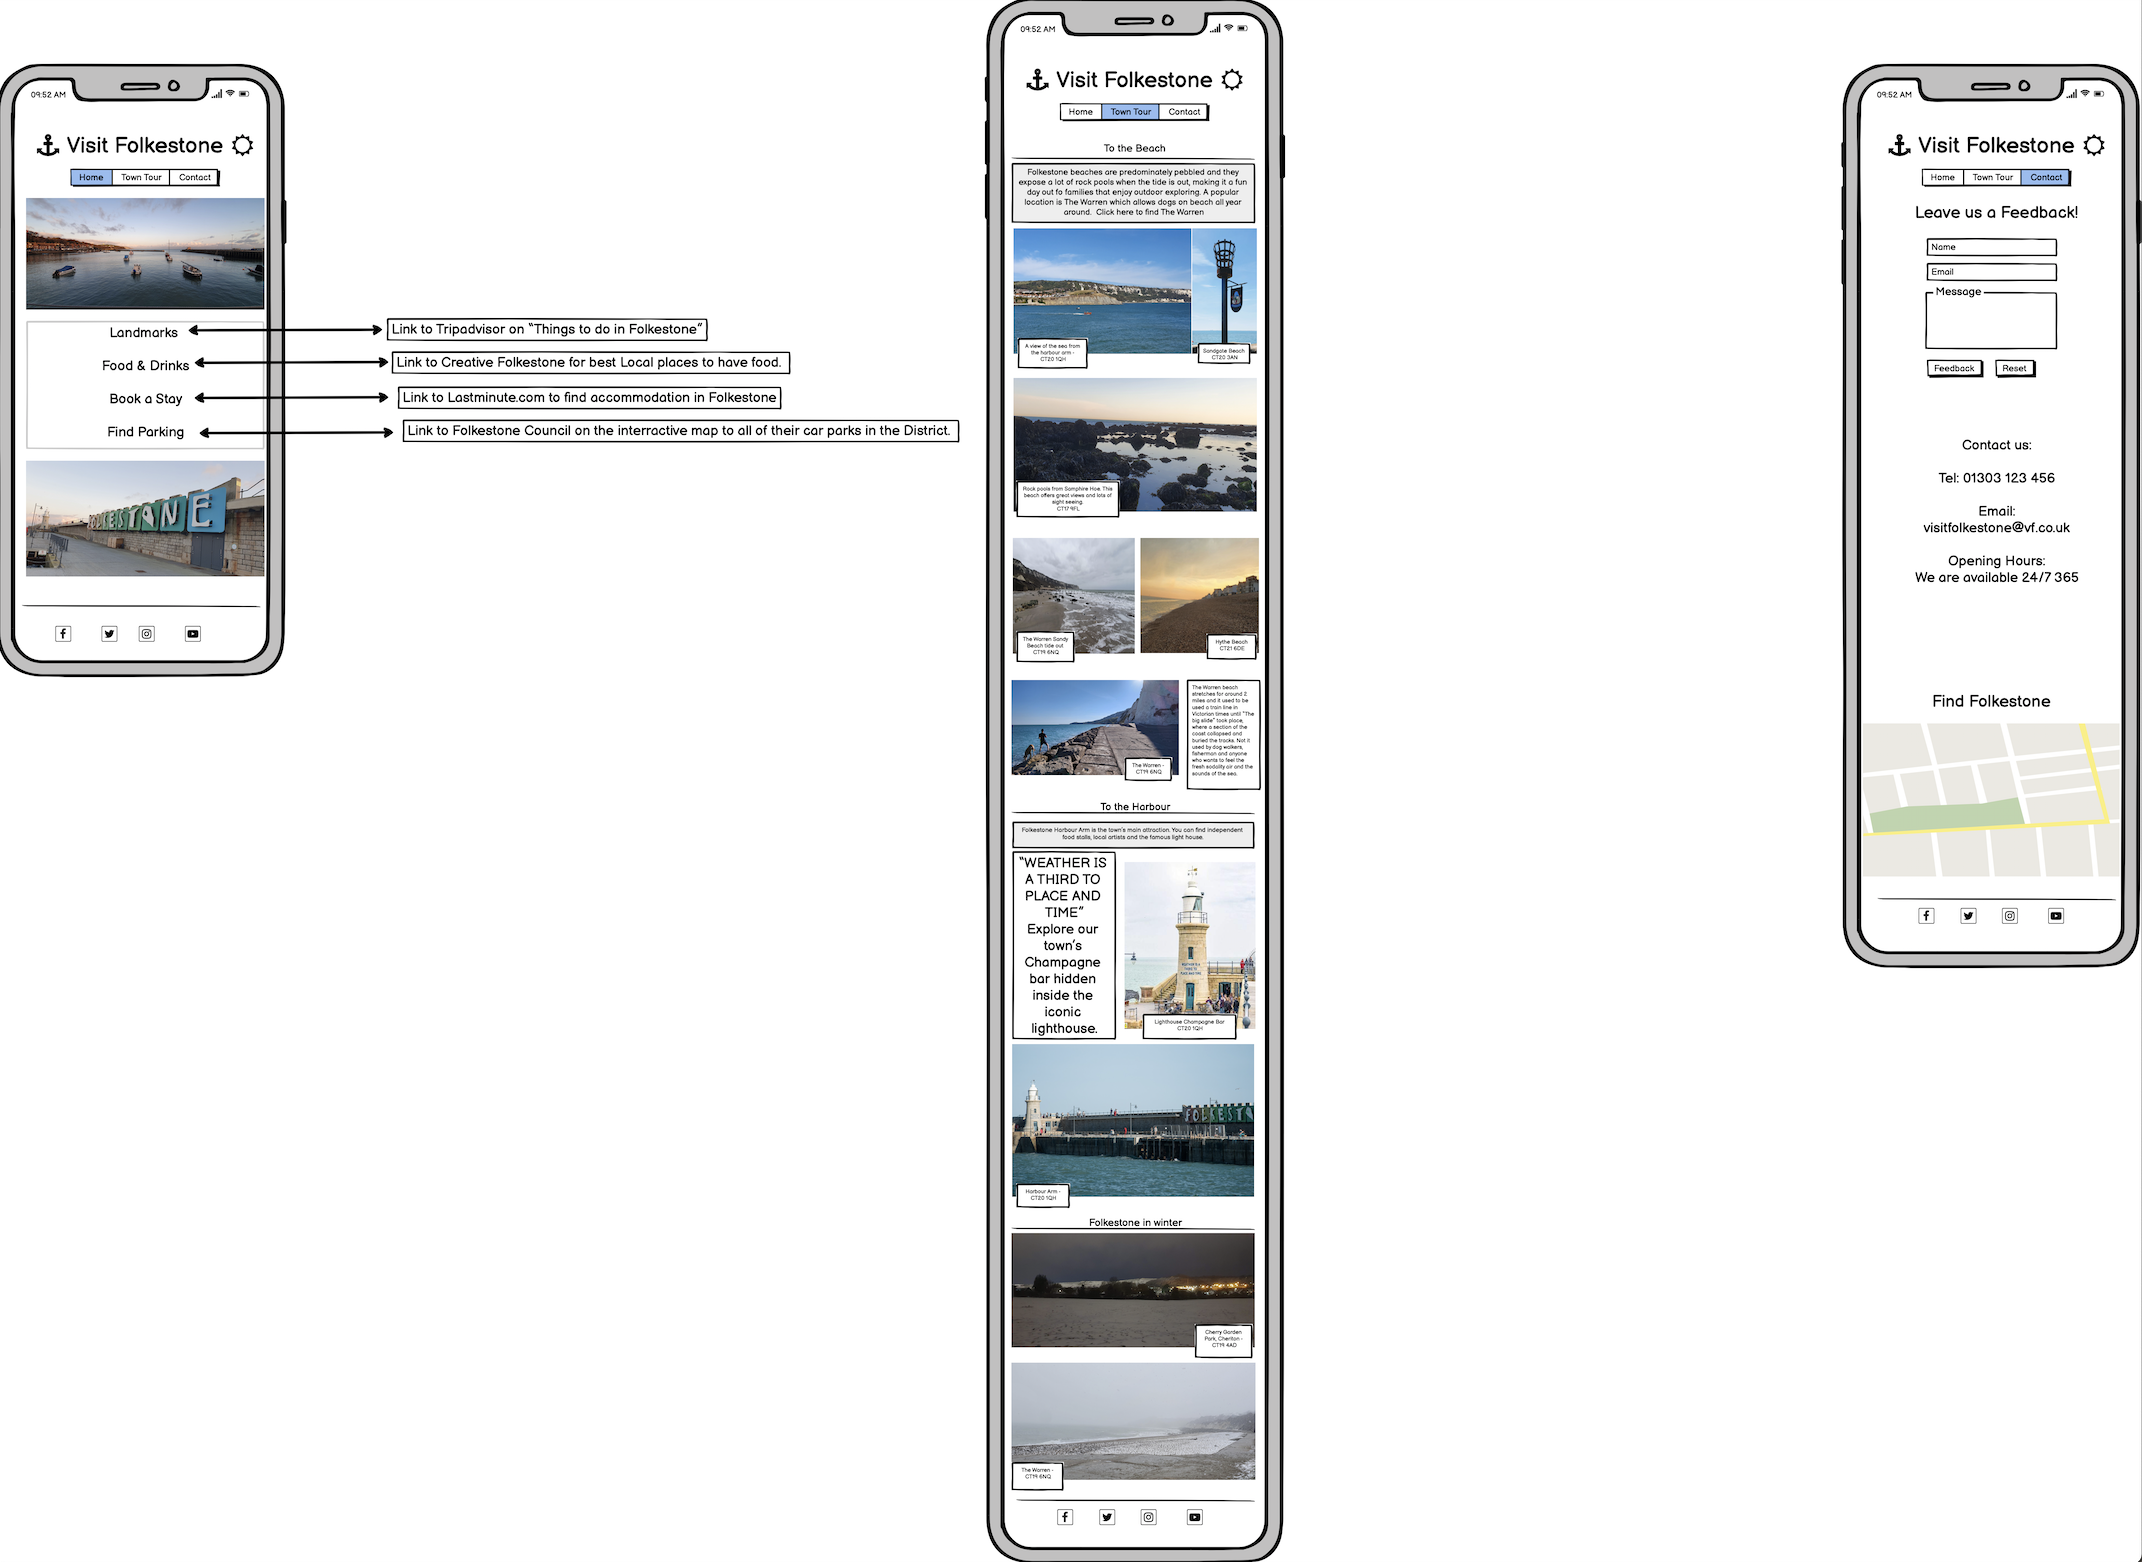 09:52 AM
Visit Folkestone
Home Town Tour Contact
Landmarks
Food & Drinks
Book a Stay
Find Parking
Link to Tripadvisor on "Things to do in Folkestone"
Link to Creative Folkestone for best Local places to have food.
Link to Lastminute.com to find accommodation in Folkestone
Link to Folkestone Council on the interractive map to all of their car parks in the District.
FOLKESTONE
09:52 AM
Visit Folkestone
Home Town Tour Contact
To the Beach
Folkestone beaches are predominately pebbled and they
expose a lot of rock pools when the tide is out, making it a fun
day out fo families that enjoy outdoor exploring. A popular
location is The Warren which allows dogs on beach all year
around. Click here to find The Warren
A view of the sea from
the harbour arm -
CT20 1QH
Sandgate Beach
CT20 3AN
Rock pools from Samphire Hoe. This
beach offers great views and lots of
sight seeing.
CT17 9FL
The Warren Sandy
Beach tide out
CT19 6NQ
Hythe Beach
CT21 6DE
The Warren -
CT19 6NQ
The Warren beach
stretches for around 2
miles and it used to be
used a train line in
Victorian times until "The
big slide" took place,
where a section of the
coast collapsed and
buried the tracks. Not it
used by dog walkers,
fisherman and anyone
who wants to feel the
fresh sodality air and the
sounds of the sea.
To the Harbour
Folkestone Harbour Arm is the town's main attraction. You can find independent
food stalls, local artists and the famous light house.
"WEATHER IS
A THIRD TO
PLACE AND
TIME"
Explore our
town's
Champagne
bar hidden
inside the
iconic
lighthouse.
WEATHER IS A
THIRD TO
PLACE AND TIME
Lighthouse Champagne Bar
CT20 1QH
FOLKESTN
Harbour Arm -
CT20 1QH
Folkestone in winter
Cherry Garden
Park, Cheriton -
CT19 4AD
The Warren -
CT19 6NQ
09:52 AM
Visit Folkestone
Home Town Tour Contact
Leave us a Feedback!
Name
Email
Message
Feedback Reset
Contact us:
Tel: 01303 123 456
Email:
visitfolkestone@vf.co.uk
Opening Hours:
We are available 24/7 365
Find Folkestone